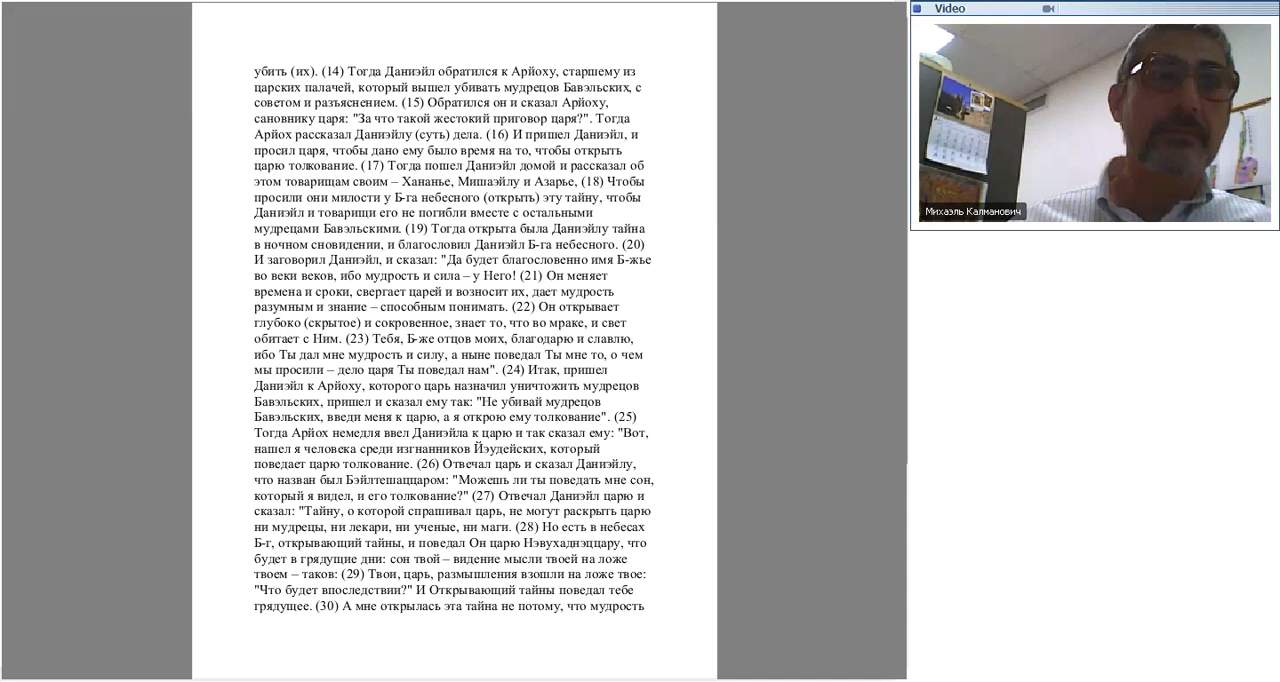 убить (их). (14) Тогда Даниэйл обратился к Арйоху, старшему из
царских палачей, который вышел убивать мудрецов Бавэльских, с
советом и разъяснением. (15) Обратился он и сказал Арйоху,
сановнику царя: "За что такой жестокий приговор царя?". Тогда
Арйох рассказал Даниэйлу (суть) дела. (16) И пришел Даниэйл, и
просил царя, чтобы дано ему было время на то, чтобы открыть
царю толкование. (17) Тогда пошел Даниэйл домой и рассказал об
этом товарищам своим – Хананье, Мишаэйлу и Азарье, (18) Чтобы
просили они милости у Б-га небесного (открыть) эту тайну, чтобы
Даниэйл и товарищи его не погибли вместе с остальными
мудрецами Бавэльскими. (19) Тогда открыта была Даниэйлу тайна
в ночном сновидении, и благословил Даниэйл Б-га небесного. (20)
И заговорил Даниэйл, и сказал: "Да будет благословенно имя Б-жье
во веки веков, ибо мудрость и сила – у Него! (21) Он меняет
времена и сроки, свергает царей и возносит их, дает мудрость
разумным и знание – способным понимать. (22) Он открывает
глубоко (скрытое) и сокровенное, знает то, что во мраке, и свет
обитает с Ним. (23) Тебя, Б-же отцов моих, благодарю и славлю,
ибо Ты дал мне мудрость и силу, а ныне поведал Ты мне то, о чем
мы просили – дело царя Ты поведал нам". (24) Итак, пришел
Даниэйл к Арйоху, которого царь назначил уничтожить мудрецов
Бавэльских, пришел и сказал ему так: "Не убивай мудрецов
Бавэльских, введи меня к царю, а я открою ему толкование". (25)
Тогда Арйох немедля ввел Даниэйла к царю и так сказал ему: "Вот,
нашел я человека среди изгнанников Йэудейских, который
поведает царю толкование. (26) Отвечал царь и сказал Даниэйлу,
что назван был Бэйлтешаццаром: "Можешь ли ты поведать мне сон,
который я видел, и его толкование?" (27) Отвечал Даниэйл царю и
сказал: "Тайну, о которой спрашивал царь, не могут раскрыть царю
ни мудрецы, ни лекари, ни ученые, ни маги. (28) Но есть в небесах
Б-г, открывающий тайны, и поведал Он царю Нэвухаднэццару, что
будет в грядущие дни: сон твой – видение мысли твоей на ложе
твоем – таков: (29) Твои, царь, размышления взошли на ложе твое:
"Что будет впоследствии?" И Открывающий тайны поведал тебе
грядущее. (30) А мне открылась эта тайна не потому, что мудрость
Video
Михаэль Калманович